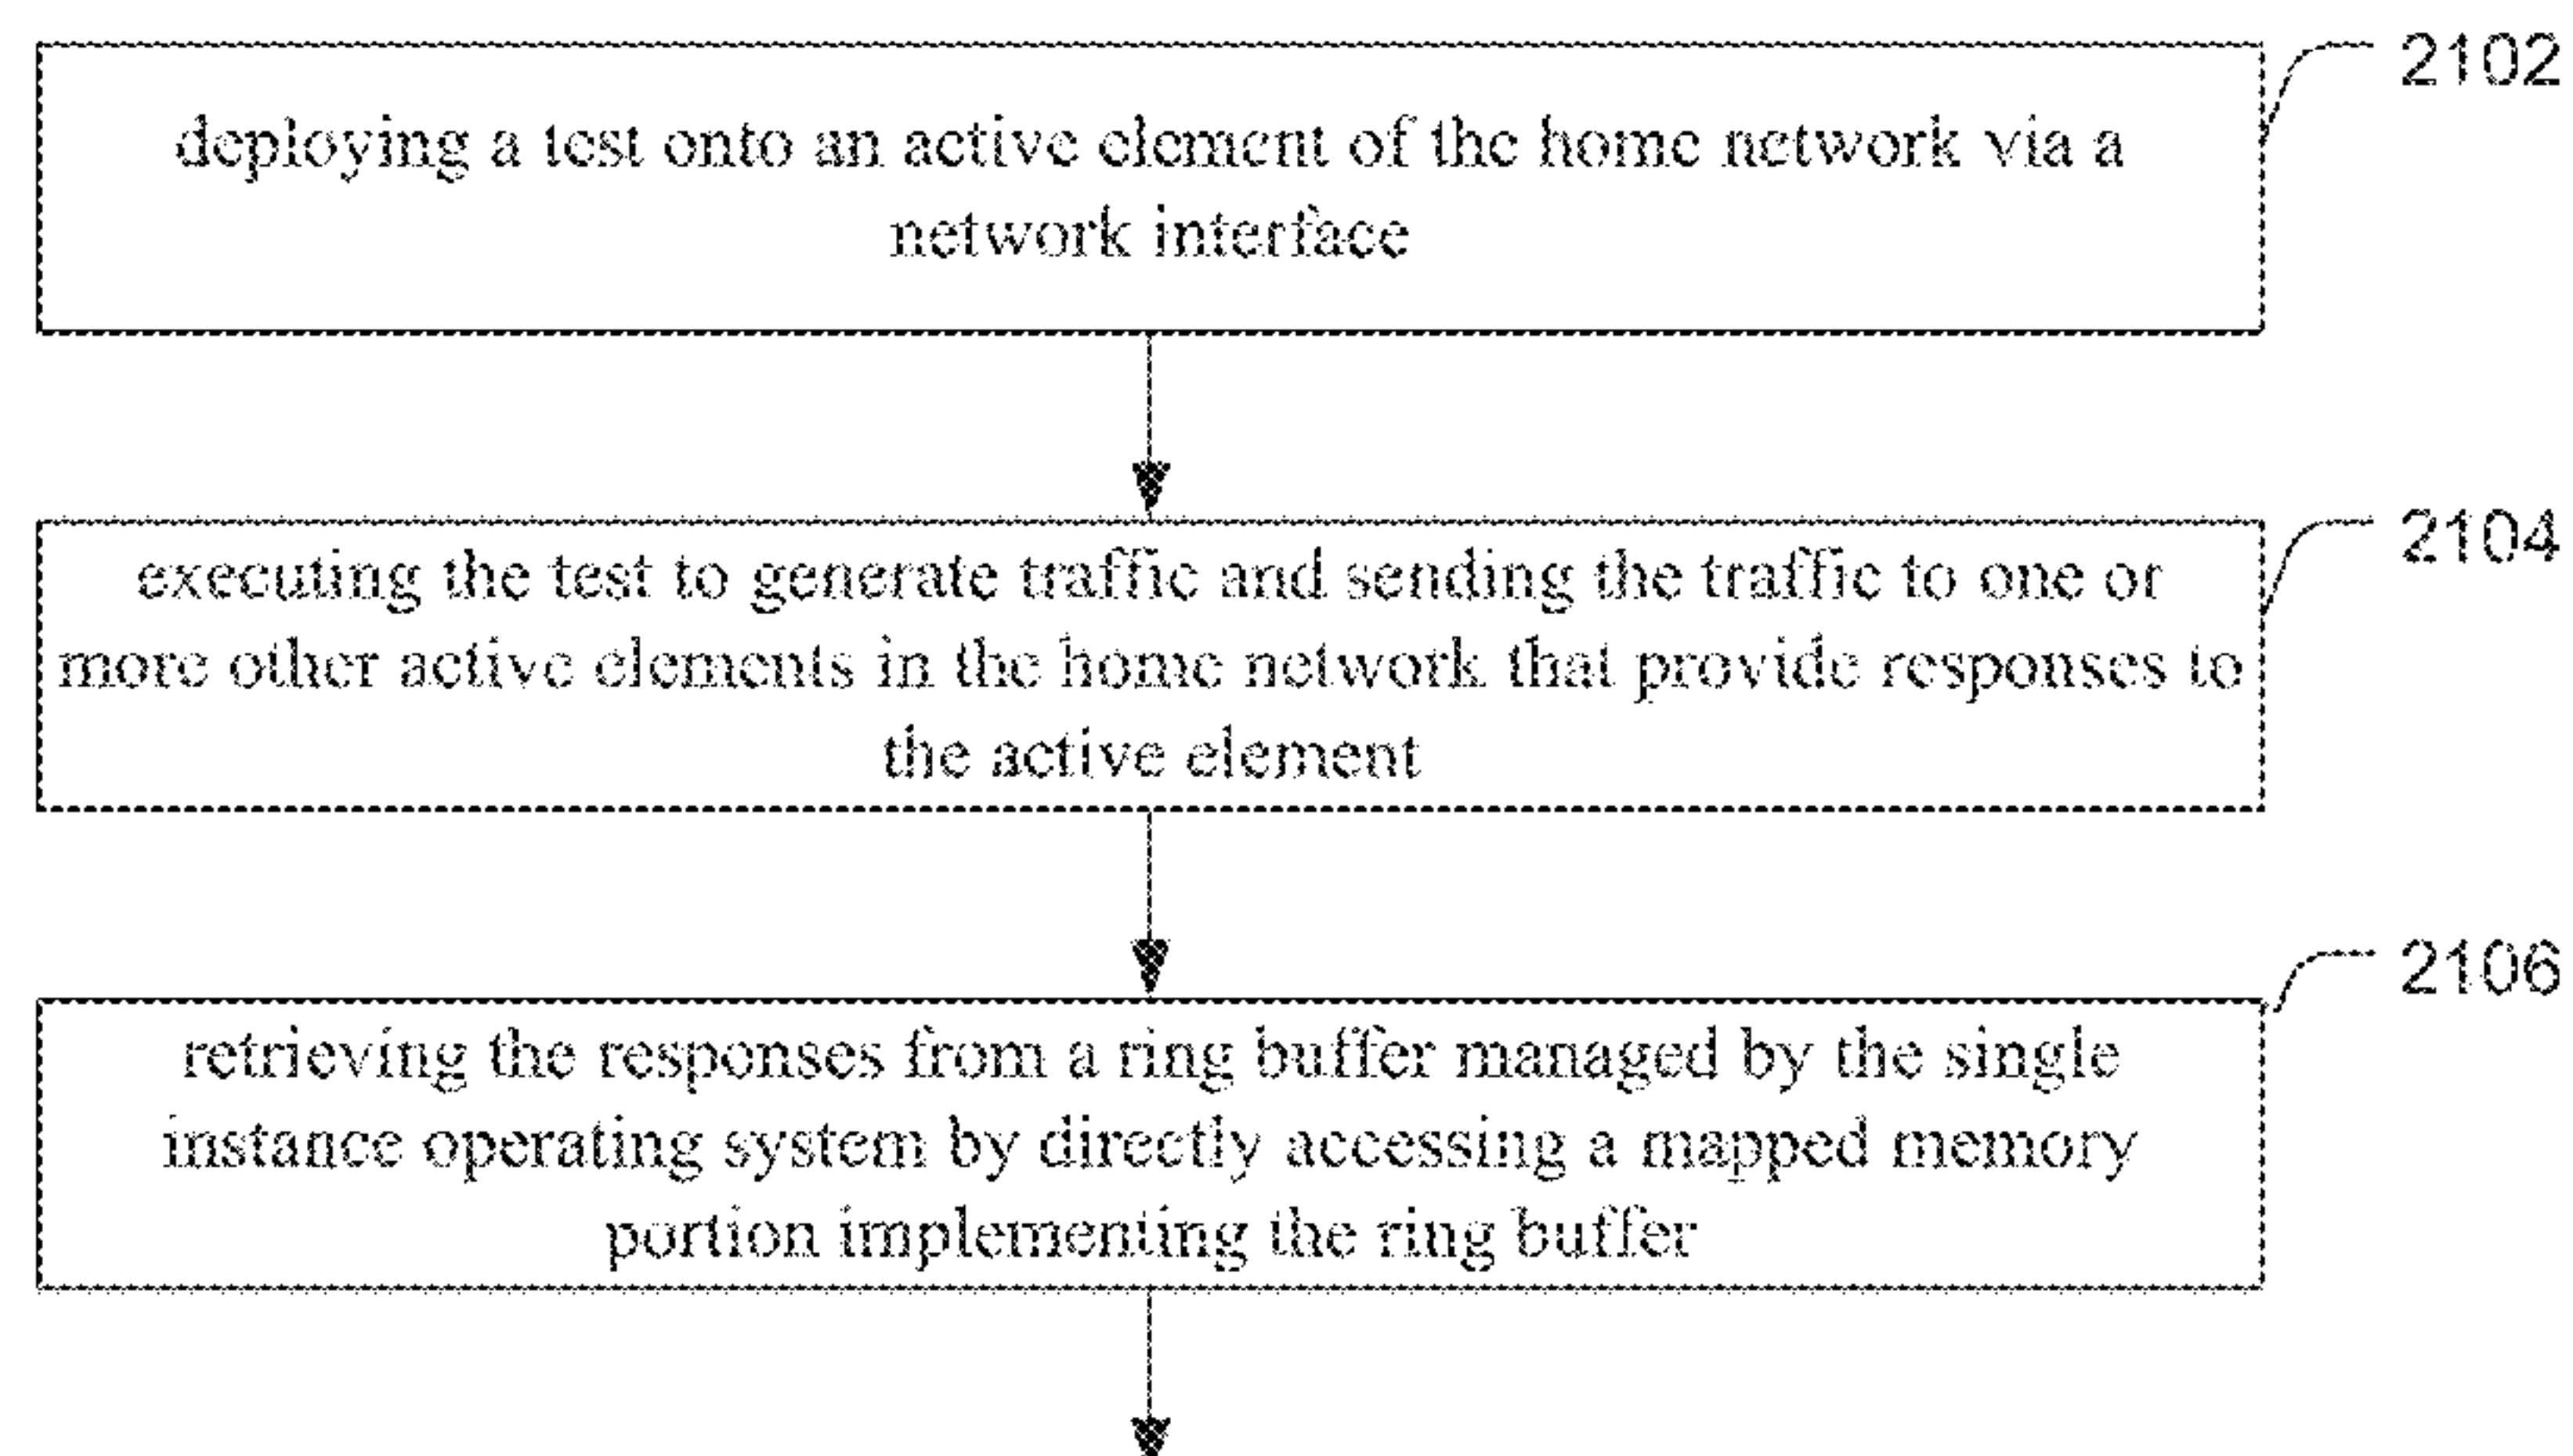 2102
deploying a test onto an active element of the home network via a
network interface
2104
executing the test to generate traffic and sending the traffic to one or
more other active elements in the home network that provide responses to
the active element
2106
retrieving the responses from a ring buffer managed by the single
instance operating system by directly accessing a mapped memory
portion implementing the ring buffer